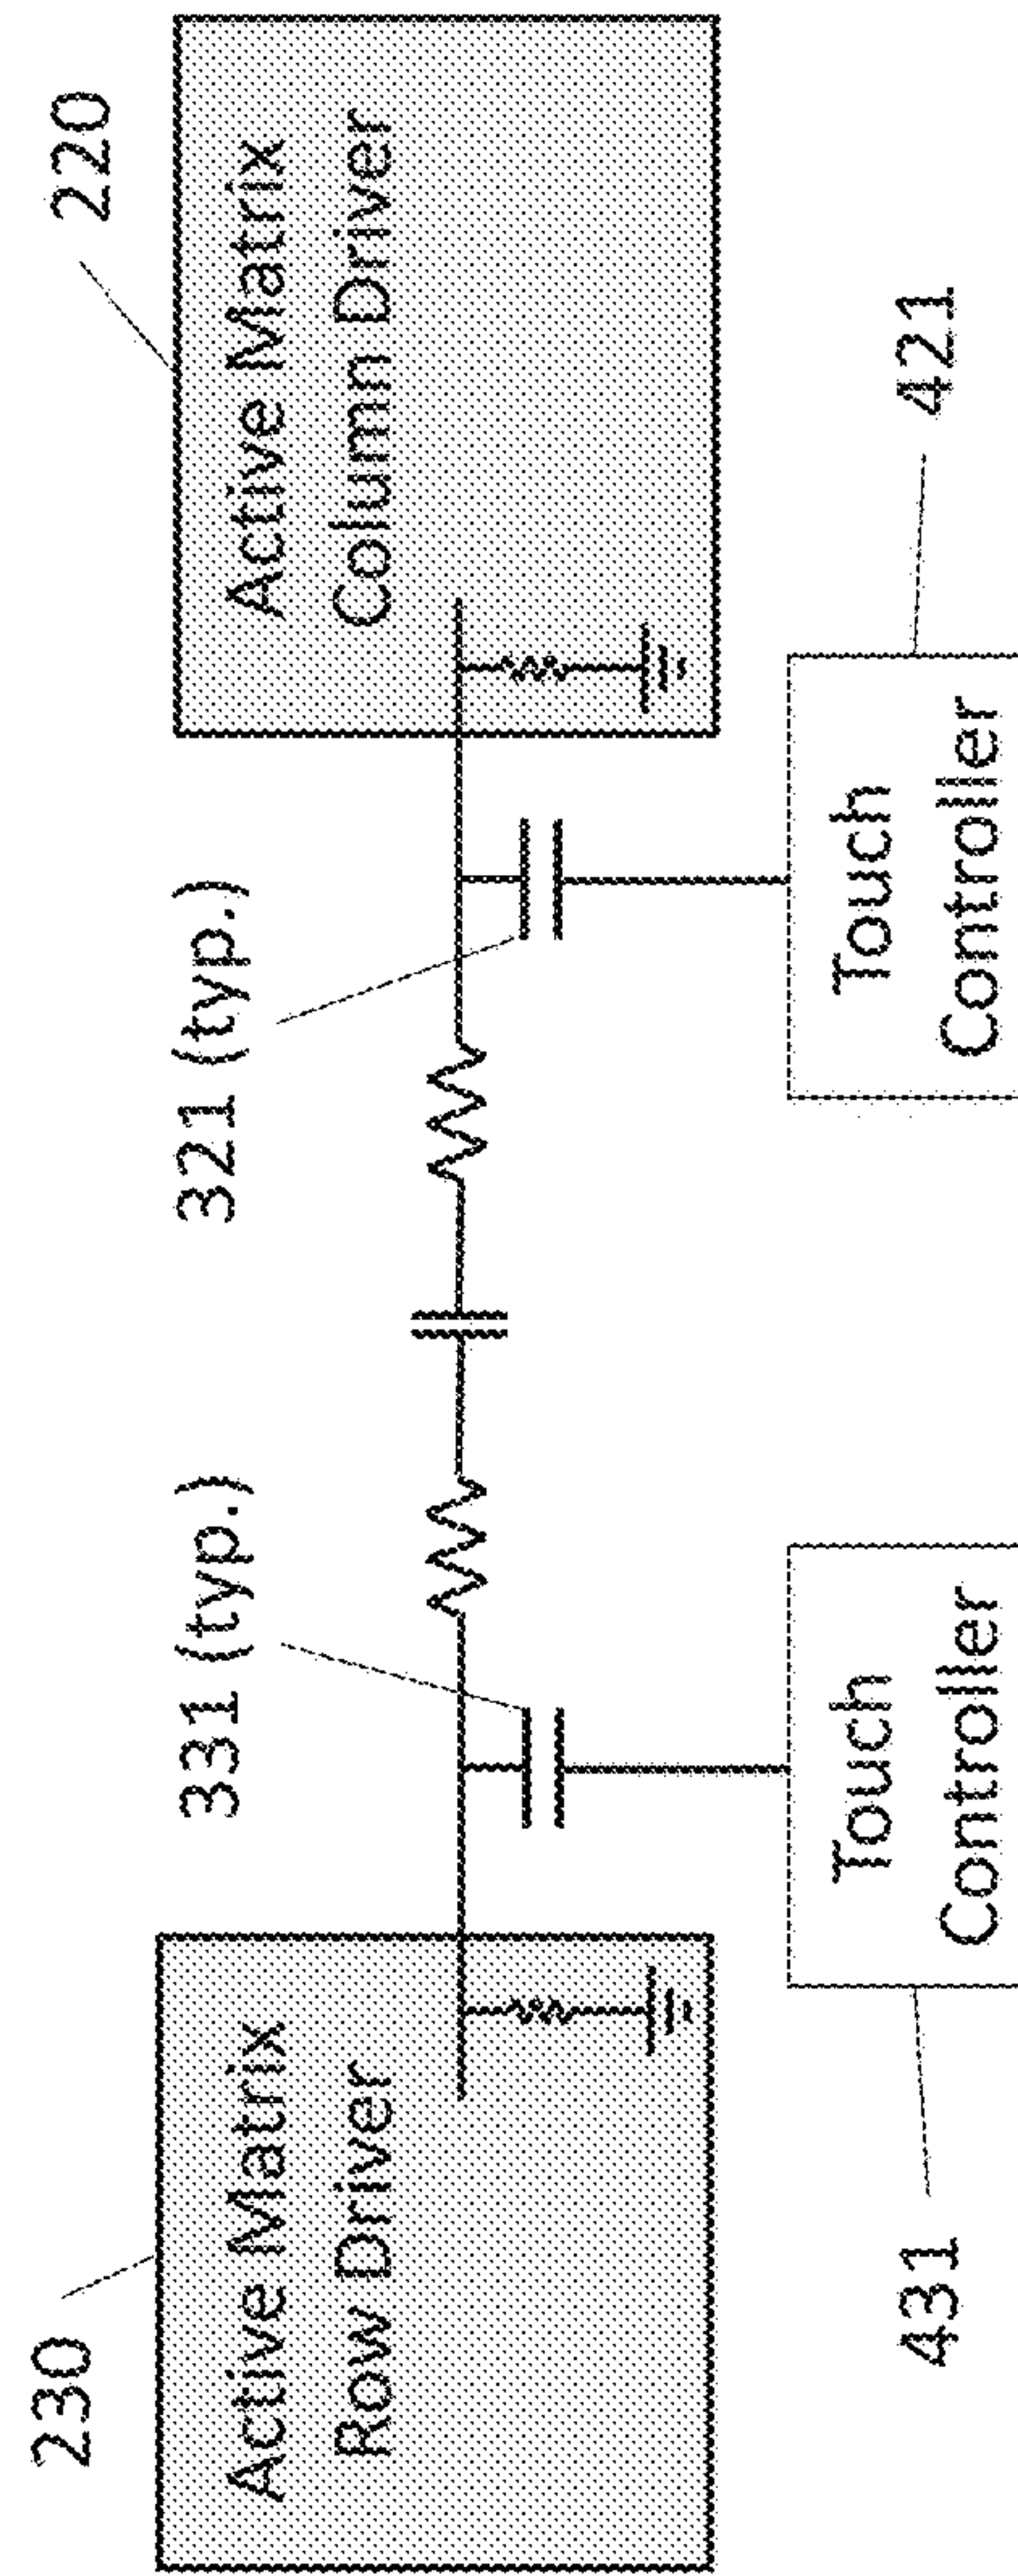 230
Active Matrix
Row Driver
331 (typ.)
321 (typ.)
220
Active Matrix
Column Driver
431
Touch
Controller
Touch
Controller
421